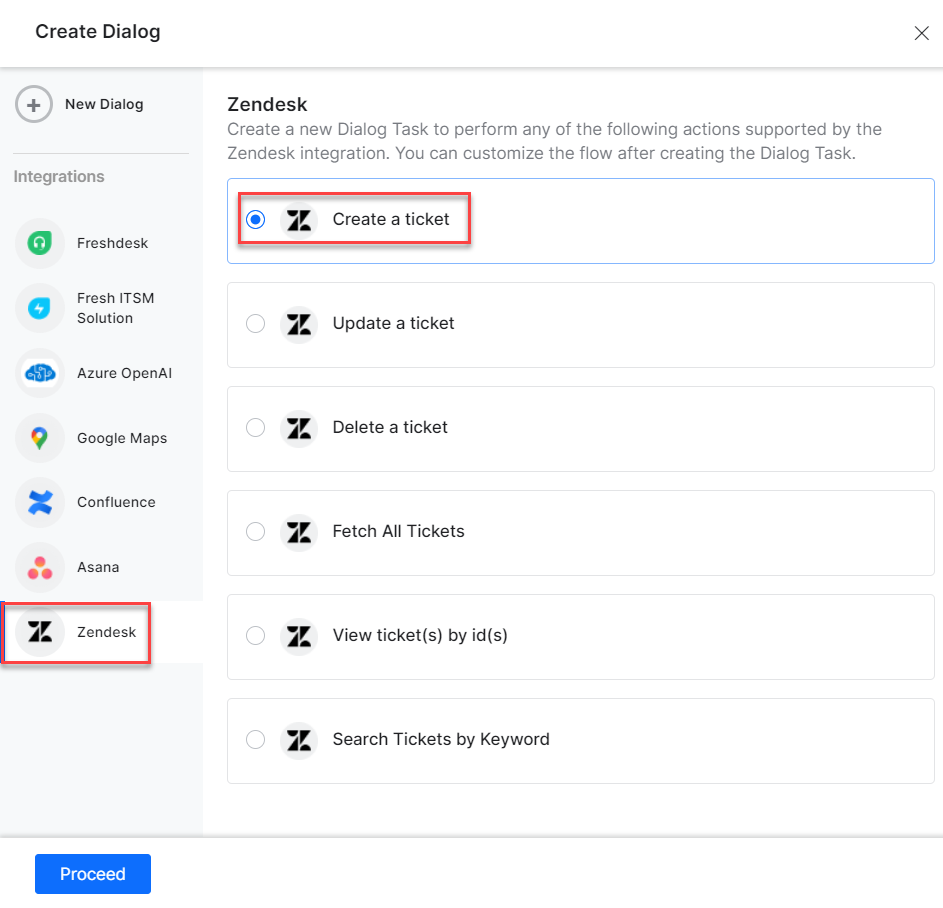 Create Dialog
New Dialog
Integrations
Freshdesk
Fresh ITSM
Solution
Azure OpenAI
Google Maps
Confluence
Asana
Zendesk
Zendesk
Create a new Dialog Task to perform any of the following actions supported by the
Zendesk integration. You can customize the flow after creating the Dialog Task.
Create a ticket
Update a ticket
Delete a ticket
Fetch All Tickets
View ticket(s) by id(s)
Search Tickets by Keyword
Proceed